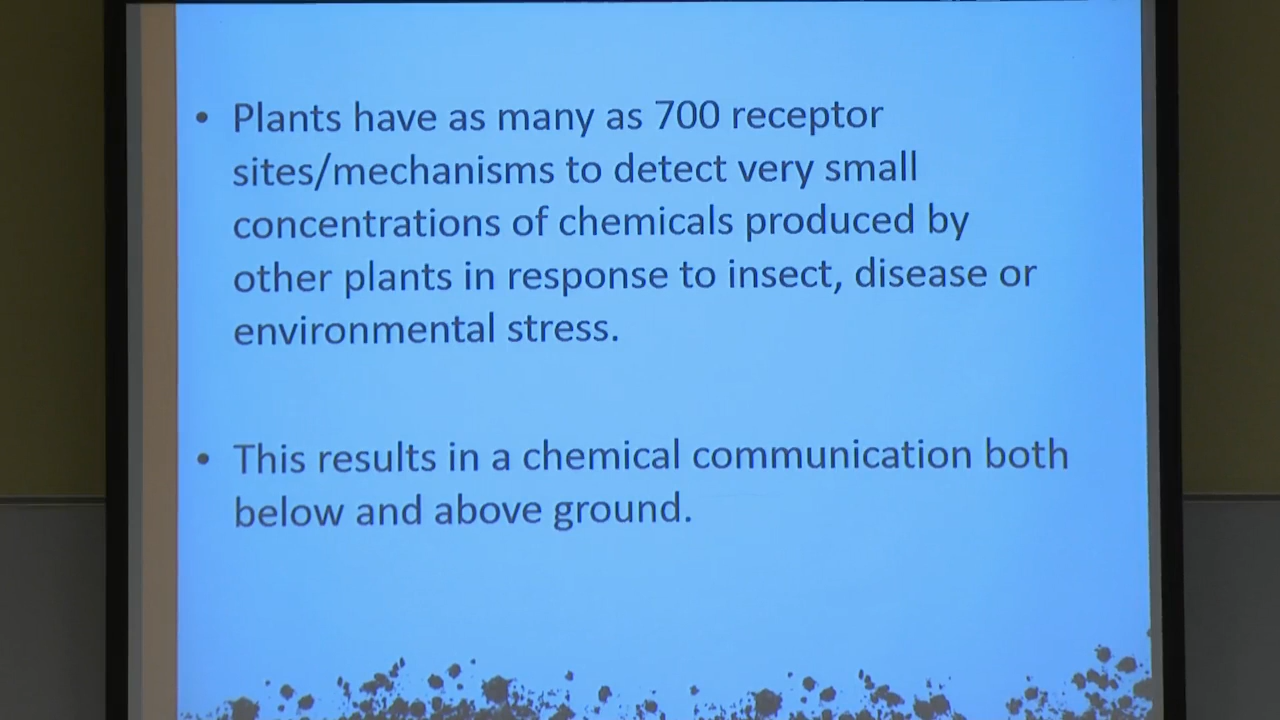 • Plants have as many as 700 receptor
sites/mechanisms to detect very small
concentrations of chemicals produced by
other plants in response to insect, disease or
environmental stress.
• This results in a chemical communication both
below and above ground.